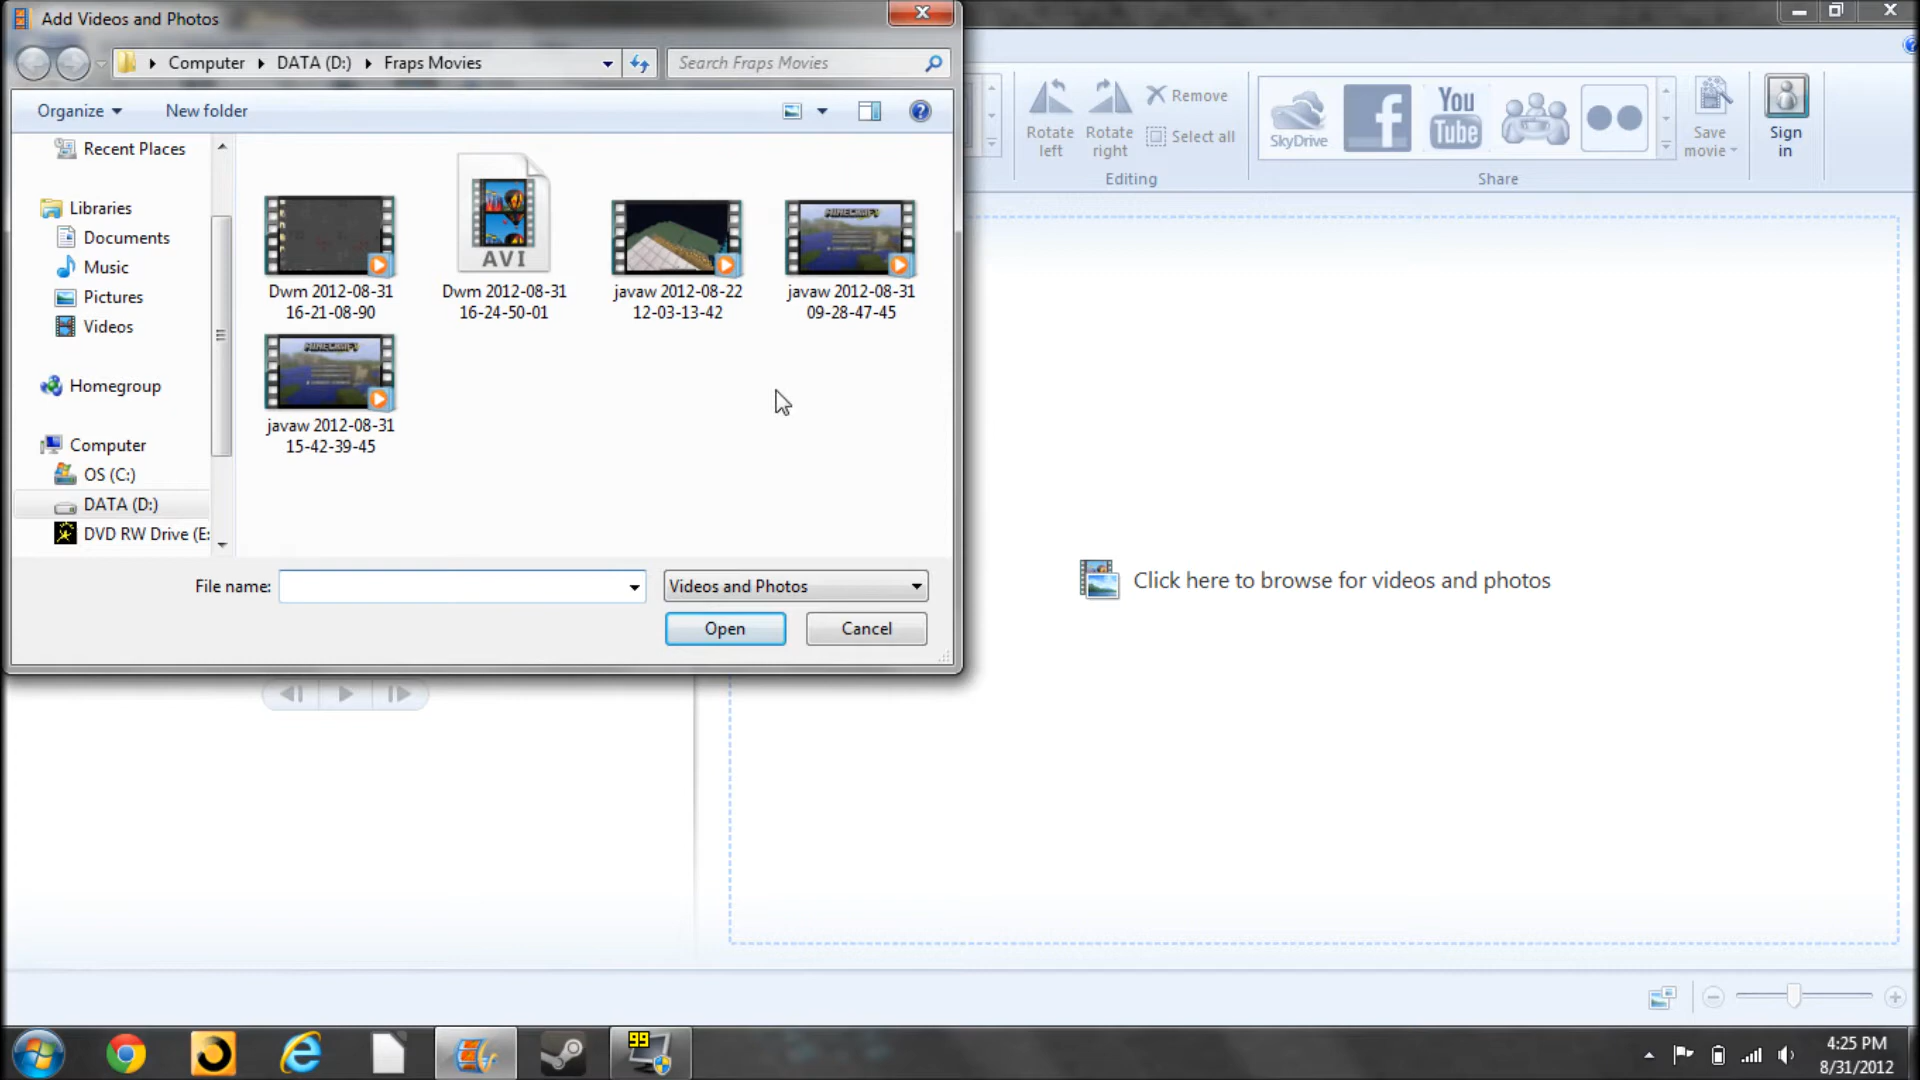 Add Videos and Photos
Computer DATA (D:) Fraps Movies
Search Fraps Movies
Organize New folder
Recent Places
Libraries
Documents
Music
Pictures
Videos
Homegroup
Computer
OS (C:)
DATA (D:)
DVD RW Drive (E:
AVI
MINECRAFT
Dwm 2012-08-31
16-21-08-90
Dwm 2012-08-31
16-24-50-01
javaw 2012-08-22
12-03-13-42
javaw 2012-08-31
09-28-47-45
MINECRAFT
javaw 2012-08-31
15-42-39-45
File name:
Videos and Photos
Open
Cancel
Rotate
left
Rotate
right
Remove
Select all
Editing
SkyDrive
f
You
Tube
Share
Save
movie
Sign
in
Click here to browse for videos and photos
99
4:25 PM
8/31/2012